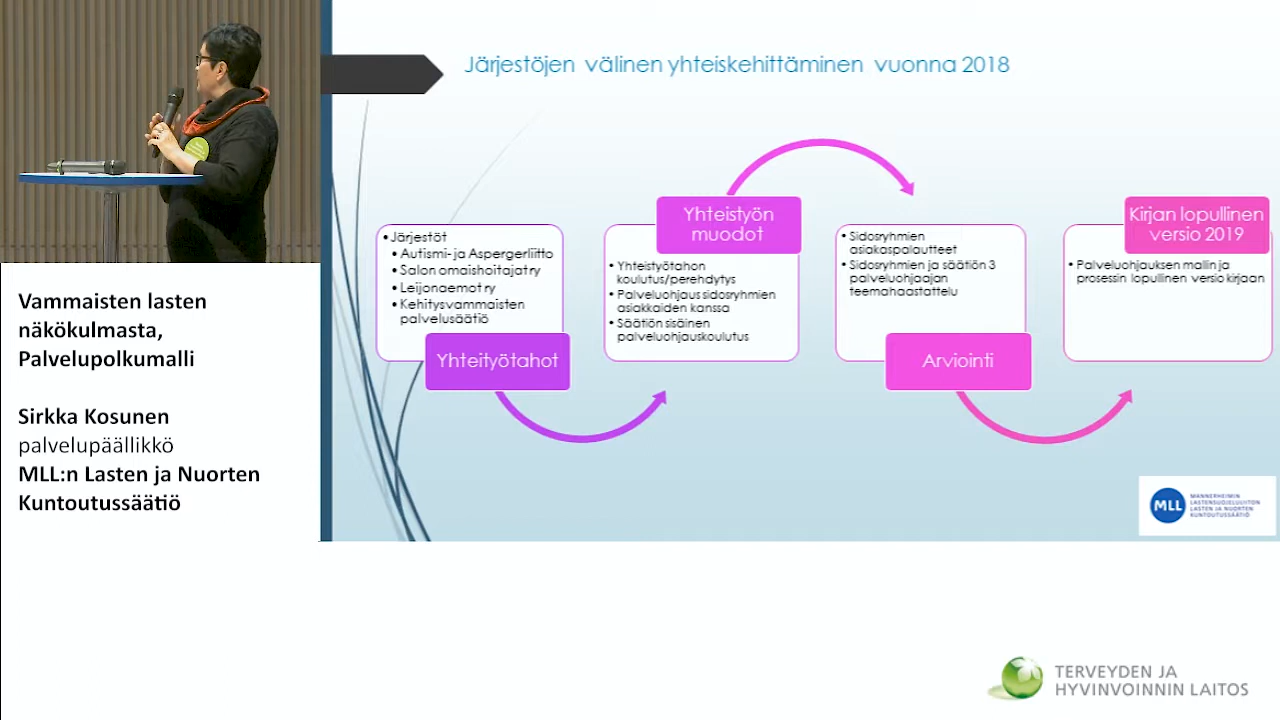 Järjestöjen välinen yhteiskehittäminen vuonna 2018
• Järjestöt
• Autismi- ja Aspergerliitto
• Salon omaishoitajat ry
• Leijonaemot ry
• Kehitysvammaisten
palvelusäätiö
Yhteityötahot
Yhteistyön
muodot
• Yhteistyötahon
koulutus/perehdytys
• Palveluohjaus sidosryhmien
asiakkaiden kanssa
• Säätiön sisäinen
palveluohjauskoulutus
• Sidosryhmien
asiakaspalautteet
• Sidosryhmien ja säätiön 3
palveluohjaajan
teemahaastattelu
Arviointi
Kirjan lopullinen
versio 2019
• Palveluohjauksen mallin ja
prosessin lopullinen versio kirjaan
Vammaisten lasten
näkökulmasta,
Palvelupolkumalli
Sirkka Kosunen
palvelupäällikkö
MLL:n Lasten ja Nuorten
Kuntoutussäätiö
MLL
MANNERHEIMIN
LASTENSUOJELULIITON
LASTEN JA NUORTEN
KUNTOUTUSSÄÄTIÖ
TERVEYDEN JA
HYVINVOINNIN LAITOS